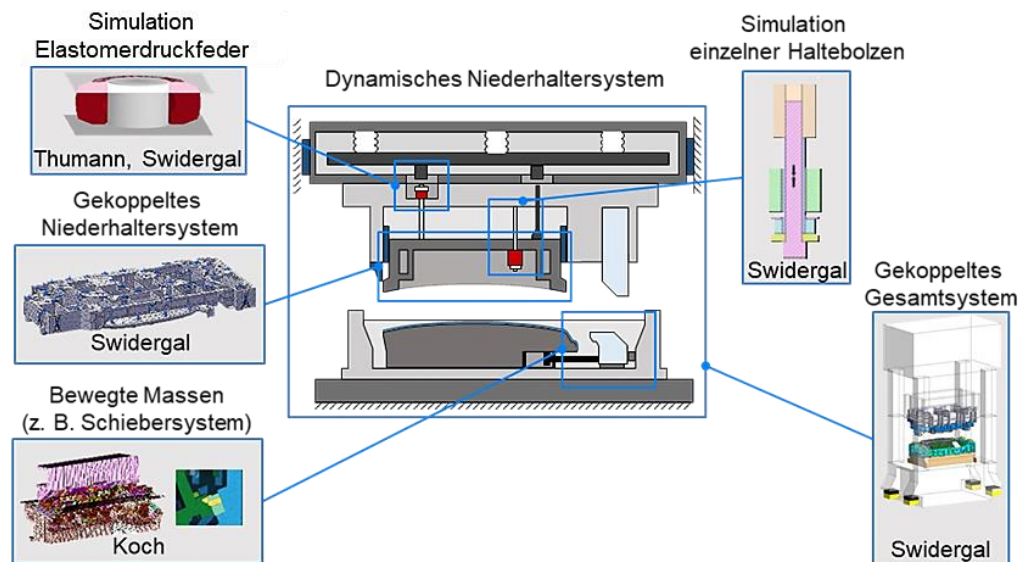 Simulation
Elastomerdruckfeder
Thumann, Swidergal
Gekoppeltes
Niederhaltersystem
Swidergal
Bewegte Massen
(z. B. Schiebersystem)
Koch
Dynamisches Niederhaltersystem
Simulation
einzelner Haltebolzen
Swidergal
Gekoppeltes
Gesamtsystem
Swidergal